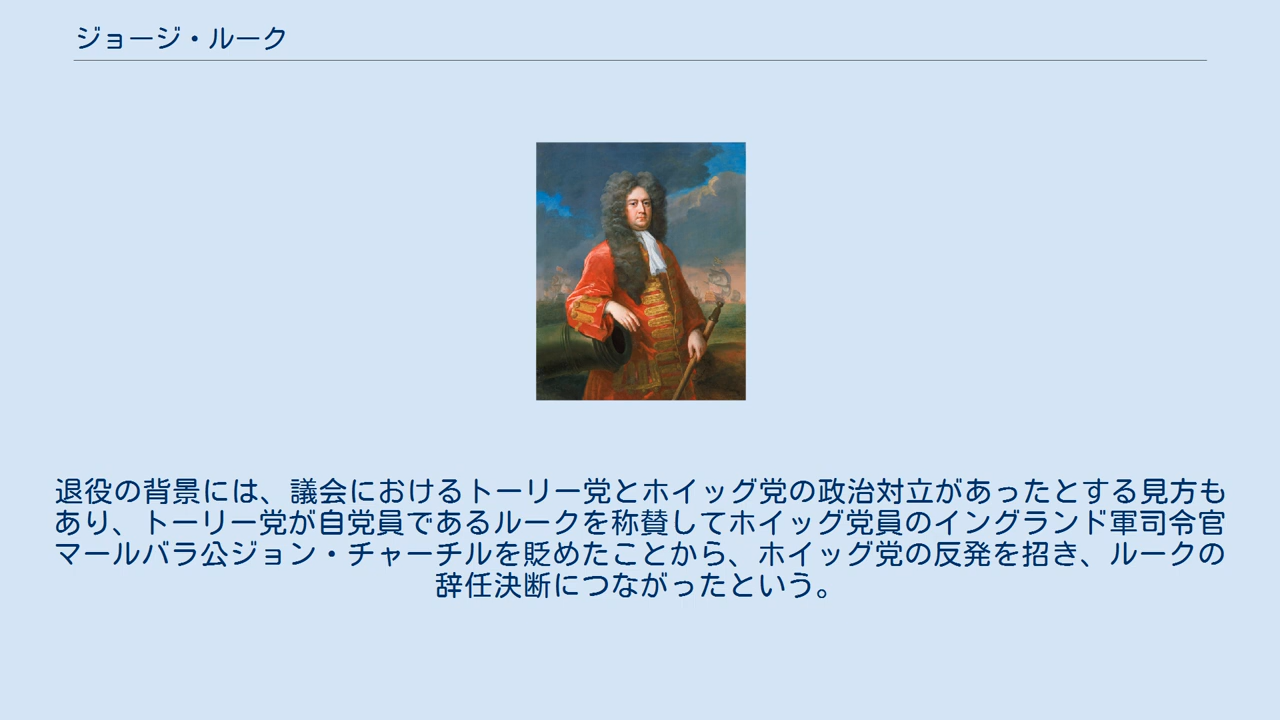 ジョージ・ルーク
退役の背景には、議会におけるトーリー党とホイッグ党の政治対立があったとする見方も
あり、トーリー党が自党員であるルークを称賛してホイッグ党員のイングランド軍司令官
マールバラ公ジョン・チャーチルを貶めたことから、ホイッグ党の反発を招き、ルークの
辞任決断につながったという。